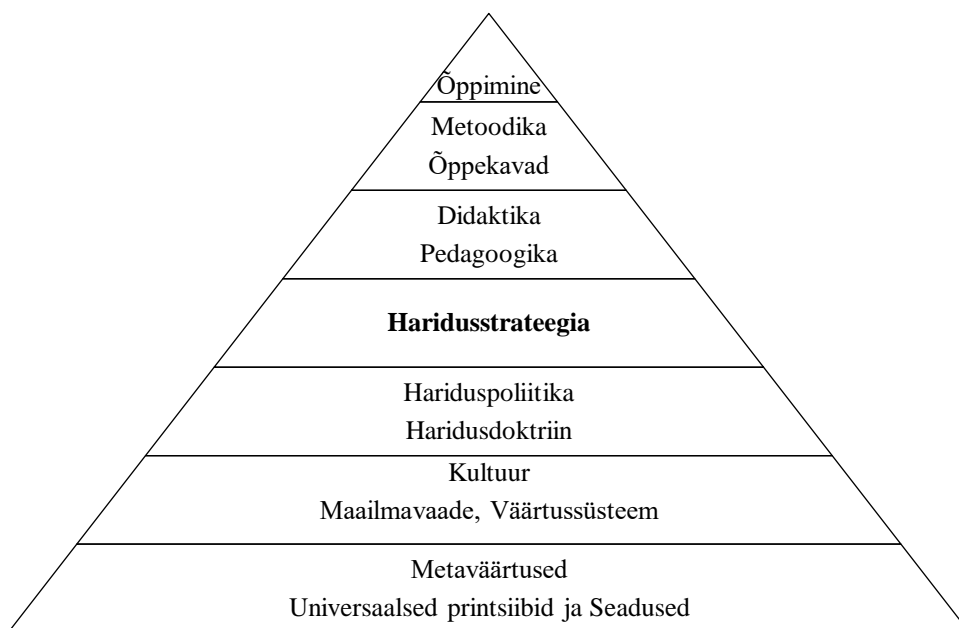 Õppimine
Metoodika
Õppekavad
Didaktika
Pedagoogika
Haridusstrateegia
Hariduspoliitika
Haridusdoktriin
Kultuur
Maailmavaade, Väärtussüsteem
Metaväärtused
Universaalsed printsiibid ja Seadused